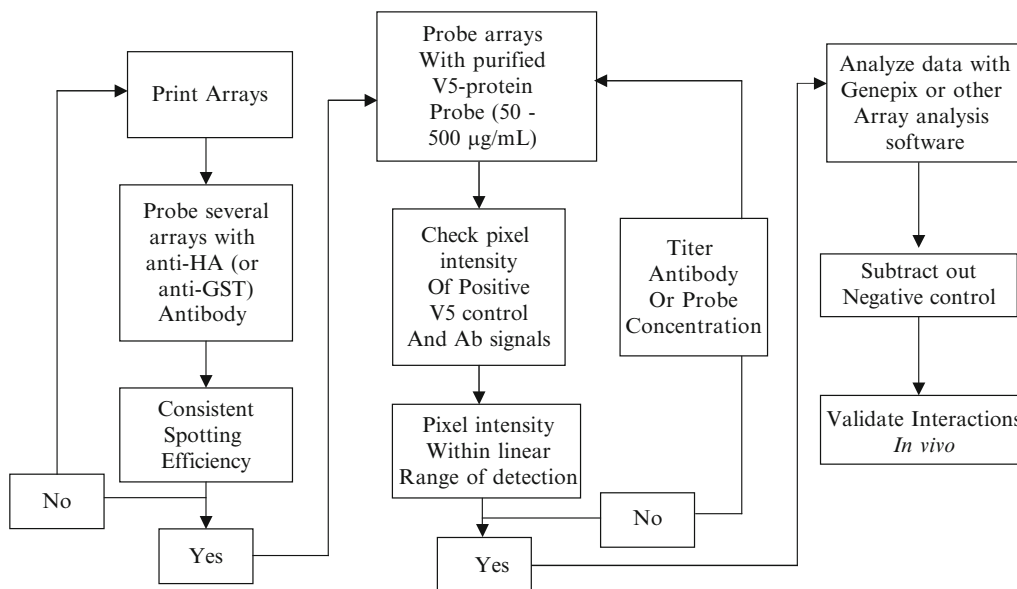 Print Arrays
Probe several
arrays with
anti-HA (or
anti-GST)
Antibody
Consistent
Spotting
Efficiency
No
Yes
Probe arrays
With purified
V5-protein
Probe (50 -
500 µg/mL)
Check pixel
intensity
Of Positive
V5 control
And Ab signals
Pixel intensity
Within linear
Range of detection
No
Yes
Titer
Antibody
Or Probe
Concentration
Analyze data with
Genepix or other
Array analysis
software
Subtract out
Negative control
Validate Interactions
In vivo